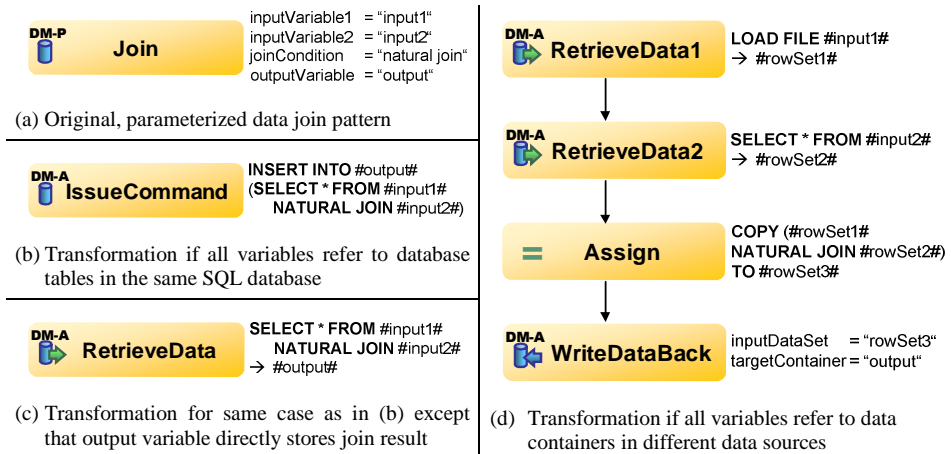 DM-P
Join
inputVariable1 = “input1“
inputVariable2 = “input2“
joinCondition = “natural join“
outputVariable = “output“
(a) Original, parameterized data join pattern
DM-A
IssueCommand
INSERT INTO #output#
(SELECT * FROM #input1#
NATURAL JOIN #input2#)
(b) Transformation if all variables refer to database
tables in the same SQL database
DM-A
RetrieveData
SELECT * FROM #input1#
NATURAL JOIN #input2#
→ #output#
(c) Transformation for same case as in (b) except
that output variable directly stores join result
DM-A
RetrieveData1
LOAD FILE #input1#
→ #rowSet1#
DM-A
RetrieveData2
SELECT * FROM #input2#
→ #rowSet2#
=
Assign
COPY (#rowSet1#
NATURAL JOIN #rowSet2#)
TO #rowSet3#
DM-A
WriteDataBack
inputDataSet = “rowSet3“
targetContainer = “output“
(d) Transformation if all variables refer to data
containers in different data sources